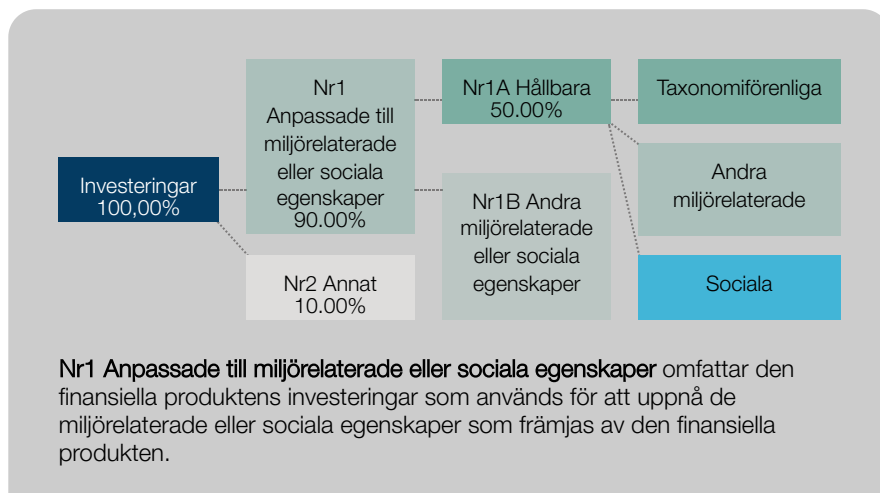 Investeringar
100,00%
Nr1
Anpassade till
miljörelaterade
eller sociala
egenskaper
90.00%
Nr2 Annat
10.00%
Nr1A Hållbara
50.00%
Nr1B Andra
miljörelaterade
eller sociala
egenskaper
Taxonomiförenliga
Andra
miljörelaterade
Sociala
Nr1 Anpassade till miljörelaterade eller sociala egenskaper omfattar den
finansiella produktens investeringar som används för att uppnå de
miljörelaterade eller sociala egenskaper som främjas av den finansiella
produkten.